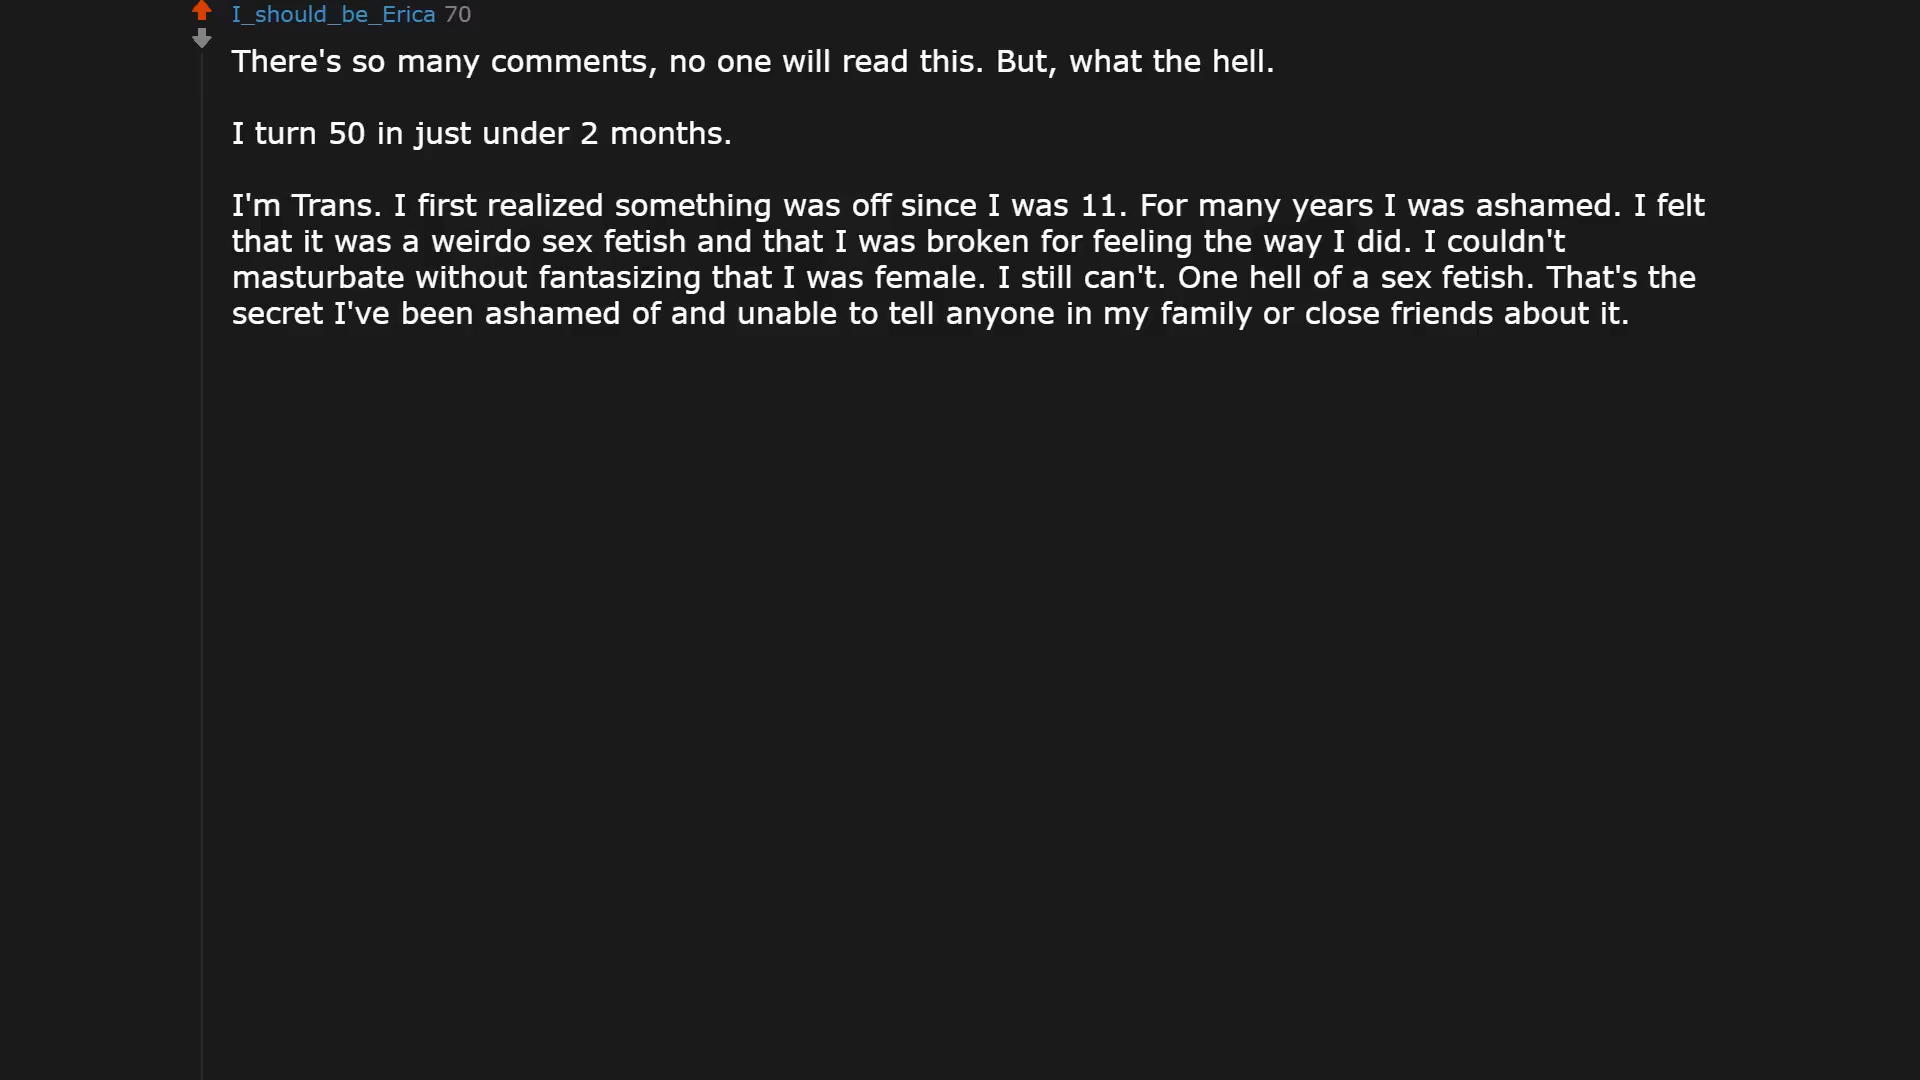 I_should_be_Erica 70
There's so many comments, no one will read this. But, what the hell.
I turn 50 in just under 2 months.
I'm Trans. I first realized something was off since I was 11. For many years I was ashamed. I felt
that it was a weirdo sex fetish and that I was broken for feeling the way I did. I couldn't
masturbate without fantasizing that I was female. I still can't. One hell of a sex fetish. That's the
secret I've been ashamed of and unable to tell anyone in my family or close friends about it.